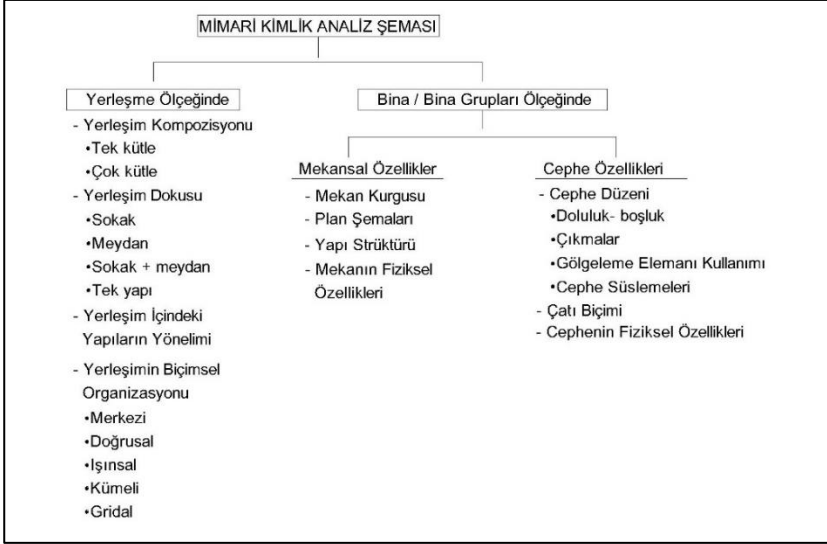 MİMARİ KİMLİK ANALİZ ŞEMASI
Yerleşme Ölçeğinde
- Yerleşim Kompozisyonu
•Tek kütle
•Çok kütle
- Yerleşim Dokusu
•Sokak
•Meydan
•Sokak + meydan
•Tek yapı
- Yerleşim İçindeki
Yapıların Yönelimi
- Yerleşimin Biçimsel
Organizasyonu
•Merkezi
•Doğrusal
•Işınsal
•Kümeli
•Gridal
Bina / Bina Grupları Ölçeğinde
Mekansal Özellikler
- Mekan Kurgusu
- Plan Şemaları
- Yapı Strüktürü
- Mekanın Fiziksel
Özellikleri
Cephe Özellikleri
- Cephe Düzeni
•Doluluk- boşluk
•Çıkmalar
•Gölgeleme Elemanı Kullanımı
•Cephe Süslemeleri
- Çatı Biçimi
- Cephenin Fiziksel Özellikleri